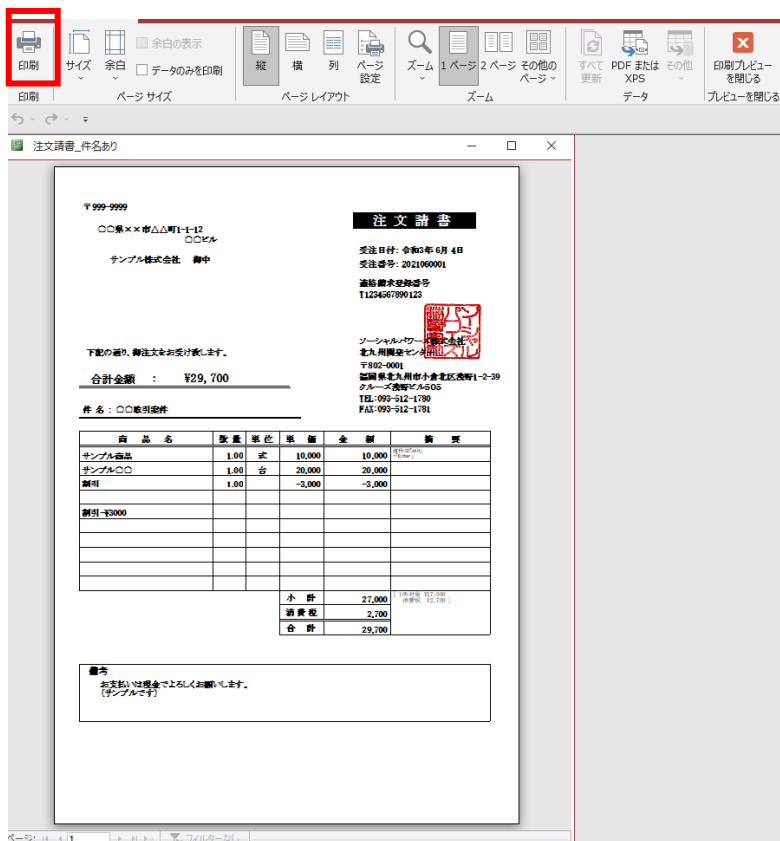 印刷
サイズ
余白
余白の表示
データのみを印刷
縦
横
列
ページ
設定
ズーム
1 ページ
2 ページ
その他の
ページ
すべて
更新
PDF または
XPS
その他
印刷プレビュー
を閉じる
印刷
ページ サイズ
ページ レイアウト
ズーム
データ
プレビューを閉じる
注文請書_件名あり
〒999-9999
〇〇県××市△△町1-1-12
〇〇ビル
サンプル株式会社 御中
注文請書
受注日付: 令和3年 6月 4日
受注番号: 2021060001
適格請求登録番号
T1234567890123
ソーシャルパワーズ株式会社
北九州開発センター
〒802-0001
福岡県北九州市小倉北区浅野1-2-39
クルーズ浅野ビル505
TEL:093-512-1780
FAX:093-512-1781
下記の通り、御注文をお受け致します。
合計金額 : ¥29,700
件 名 : 〇〇取引案件
商 品 名 数量 単位 単 価 金 額 摘 要
サンプル商品 1.00 式 10,000 10,000
サンプル〇〇 1.00 台 20,000 20,000
割引 1.00 -3,000 -3,000
割引-¥3000
小 計 27,000
[ 10%対象 ¥27,000
消費税 ¥2,700 ]
消費税 2,700
合 計 29,700
備考
お支払いは現金でよろしくお願いします。
(サンプルです)
ページ: 1 フィルターなし